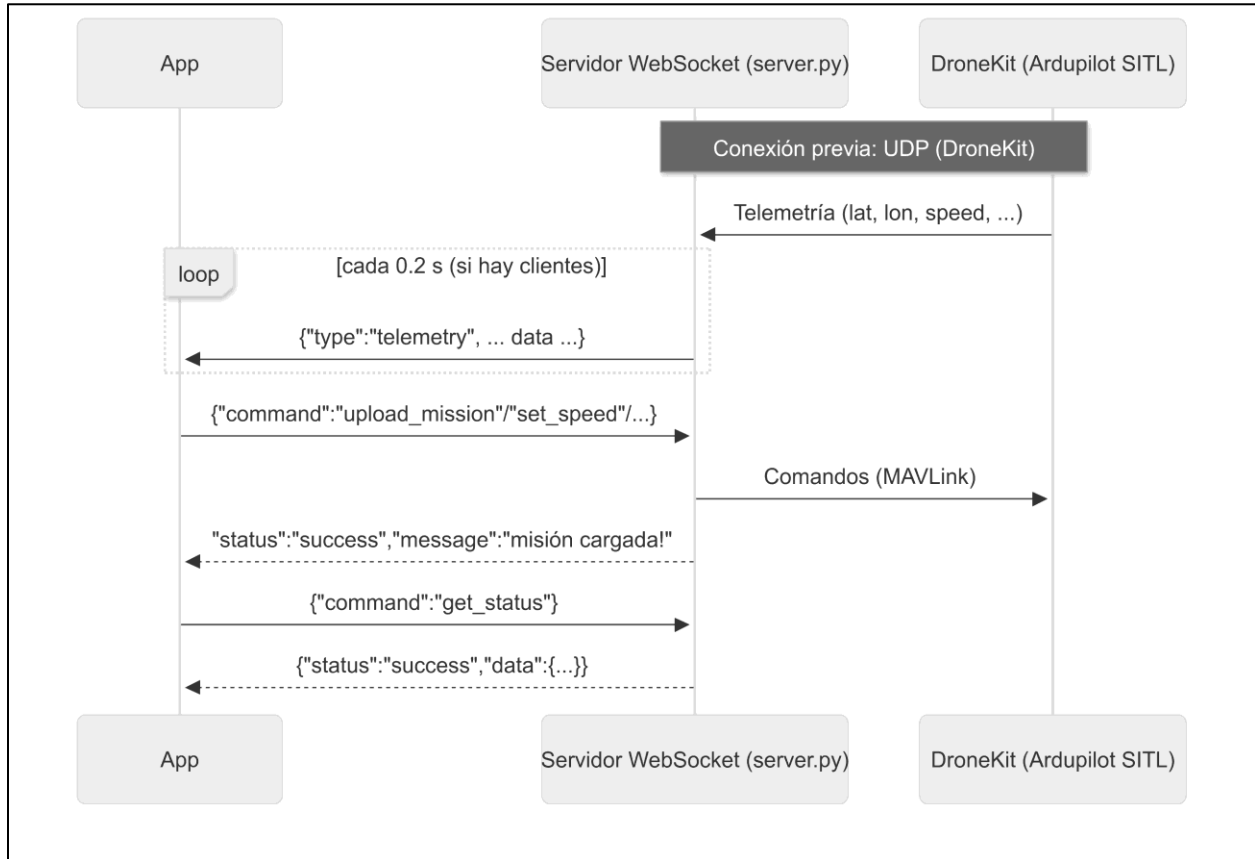 App
Servidor WebSocket (server.py)
DroneKit (Ardupilot SITL)
Conexión previa: UDP (DroneKit)
Telemetría (lat, lon, speed, ...)
loop
[cada 0.2 s (si hay clientes)]
{"type":"telemetry", ... data ...}
{"command":"upload_mission"/"set_speed"/...}
Comandos (MAVLink)
"status":"success","message":"misión cargada!"
{"command":"get_status"}
{"status":"success","data":{...}}
App
Servidor WebSocket (server.py)
DroneKit (Ardupilot SITL)